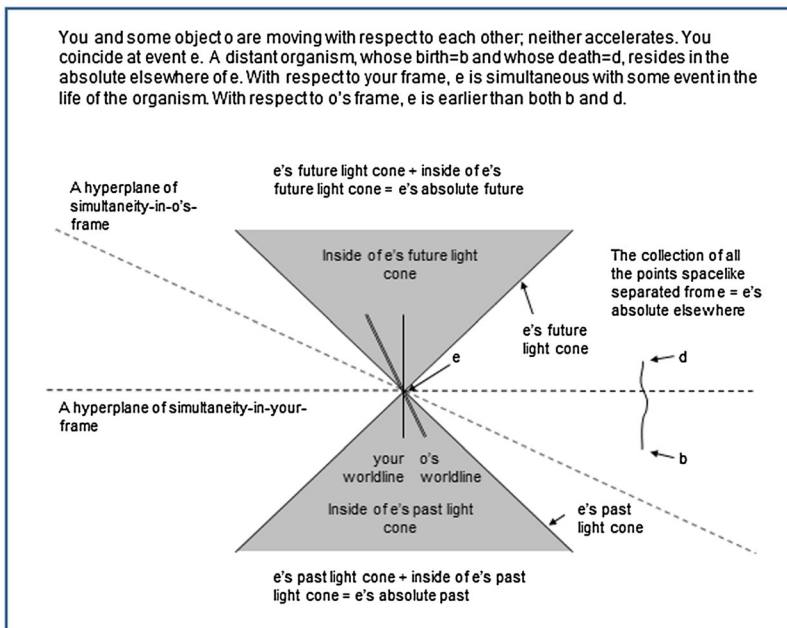 You and some object o are moving with respect to each other; neither accelerates. You
coincide at event e. A distant organism, whose birth=b and whose death=d, resides in the
absolute elsewhere of e. With respect to your frame, e is simultaneous with some event in the
life of the organism. With respect to o's frame, e is earlier than both b and d.
e's future light cone + inside of e's
future light cone = e's absolute future
A hyperplane of
simultaneity-in-o's-
frame
Inside of e's future light
cone
The collection of all
the points spacelike
separated from e = e's
absolute elsewhere
e's future
light cone
e
d
A hyperplane of simultaneity-in-your-
frame
b
your
worldline
o's
worldline
Inside of e's past light
cone
e's past
light cone
e's past light cone + inside of e's past
light cone = e's absolute past